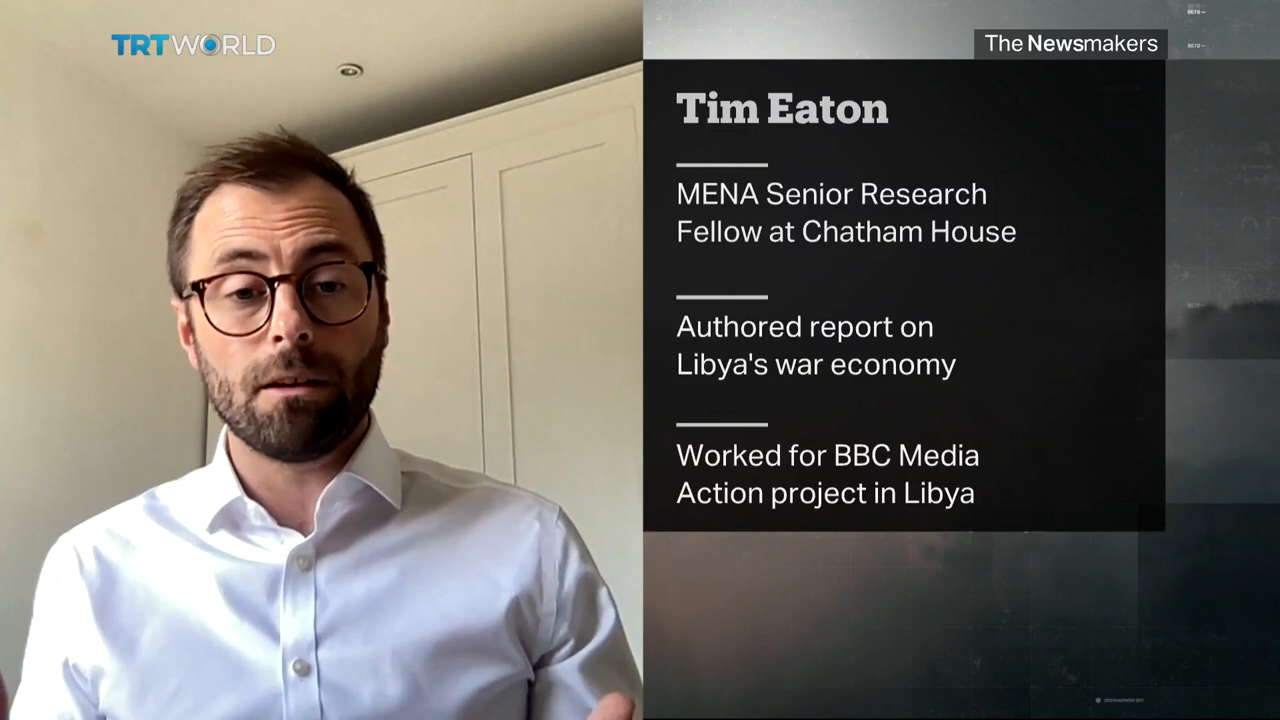 TRT WORLD
The Newsmakers
Tim Eaton
MENA Senior Research
Fellow at Chatham House
Authored report on
Libya's war economy
Worked for BBC Media
Action project in Libya